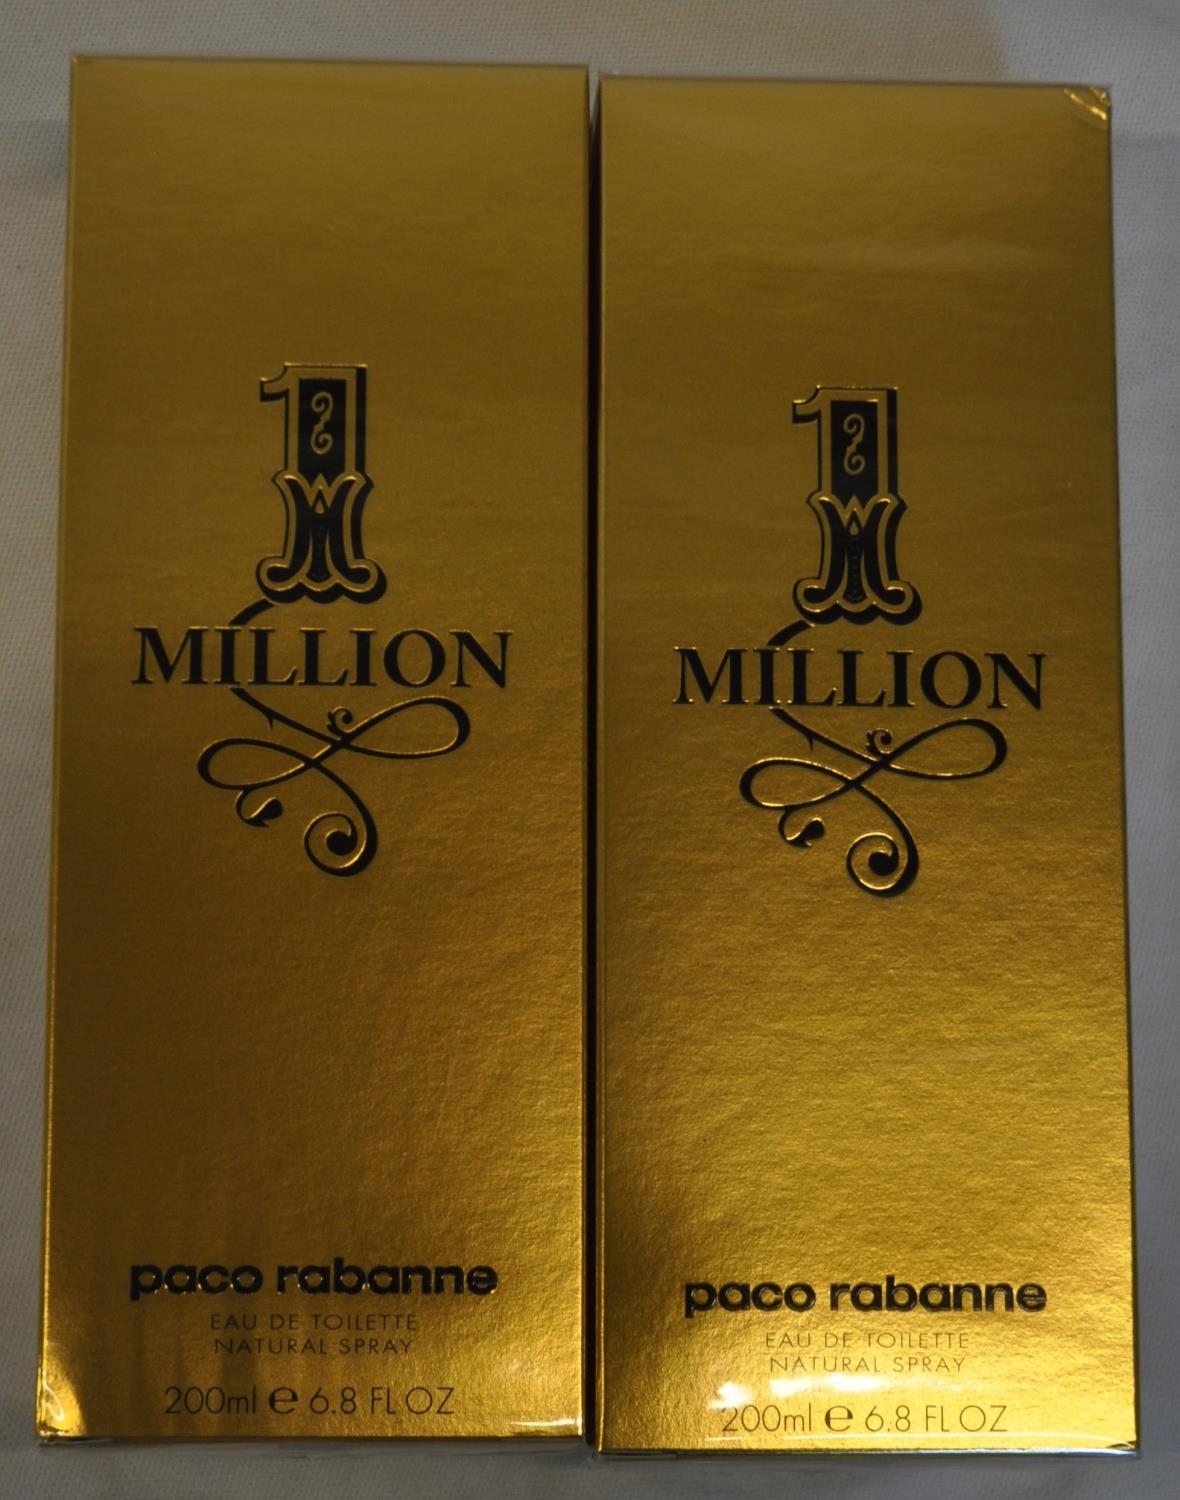 1
MILLION
paco rabanne
EAU DE TOILETTE
NATURAL SPRAY
200ml e 6.8 FL OZ
1
MILLION
paco rabanne
EAU DE TOILETTE
NATURAL SPRAY
200ml e 6.8 FL OZ